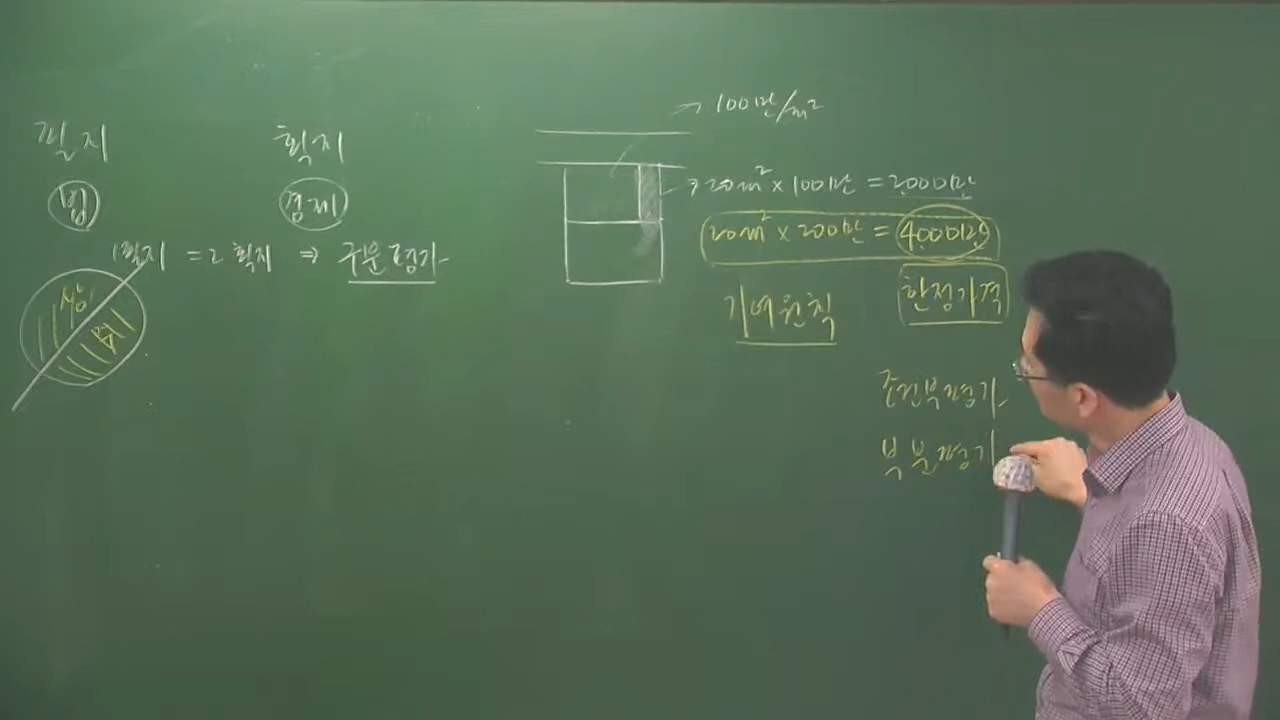 필지
법
획지
경제
1획지 = 2 획지 ⇒ 구분평가
상
→ 100만/m²
→ 20m² × 100만 = 2000만
20m² × 200만 = 4000만
기여원칙
한정가격
조건부평가
부분평가